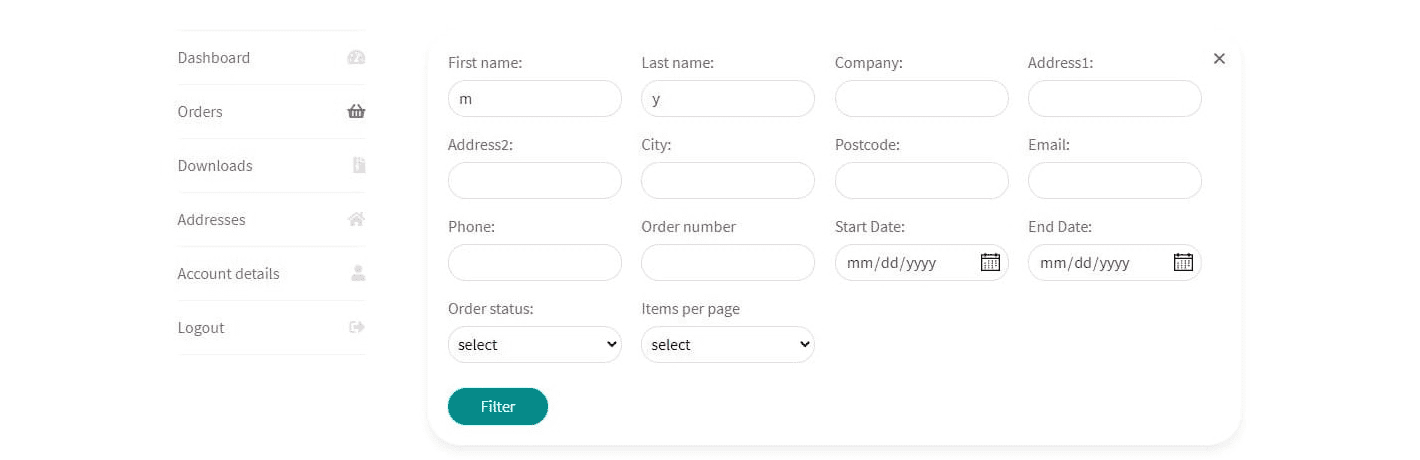 Dashboard
Orders
Downloads
Addresses
Account details
Logout
First name: Last name: Company: Address1:
m y
Address2: City: Postcode: Email:
Phone: Order number Start Date: End Date:
mm/dd/yyyy mm/dd/yyyy
Order status: Items per page
select select
Filter